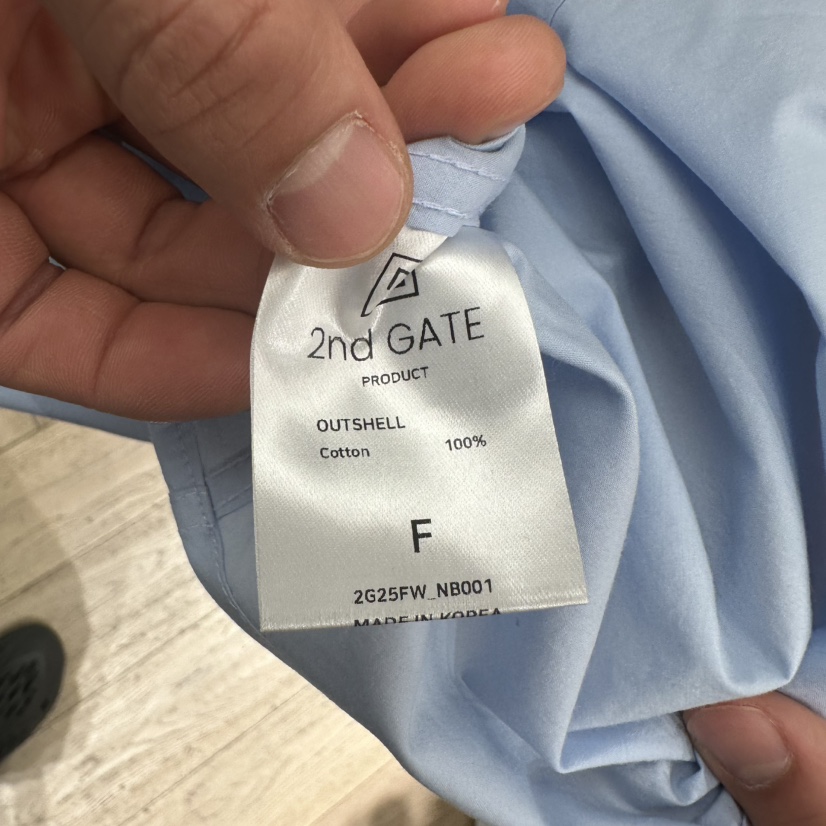 2nd GATE
PRODUCT
OUTSHELL
Cotton 100%
F
2G25FW_NB001
MADE IN KOREA